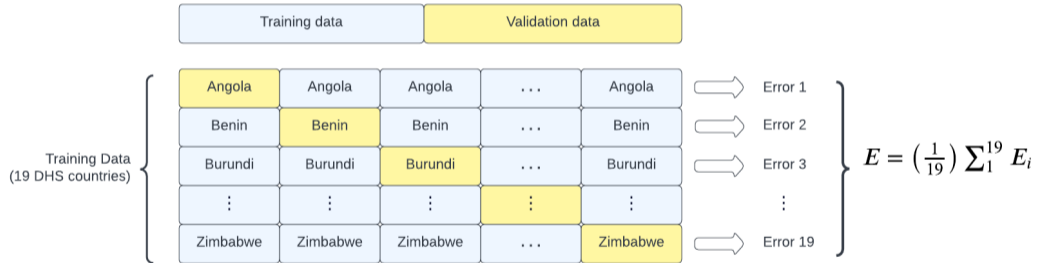 Training data Validation data
Angola Angola Angola ... Angola Error 1
Benin Benin Benin ... Benin Error 2
Training Data
(19 DHS countries)
Burundi Burundi Burundi ... Burundi Error 3
⋮ ⋮ ⋮ ⋮ ⋮ ⋮
Zimbabwe Zimbabwe Zimbabwe ... Zimbabwe Error 19
E = (1/19) ∑₁¹⁹ Eᵢ